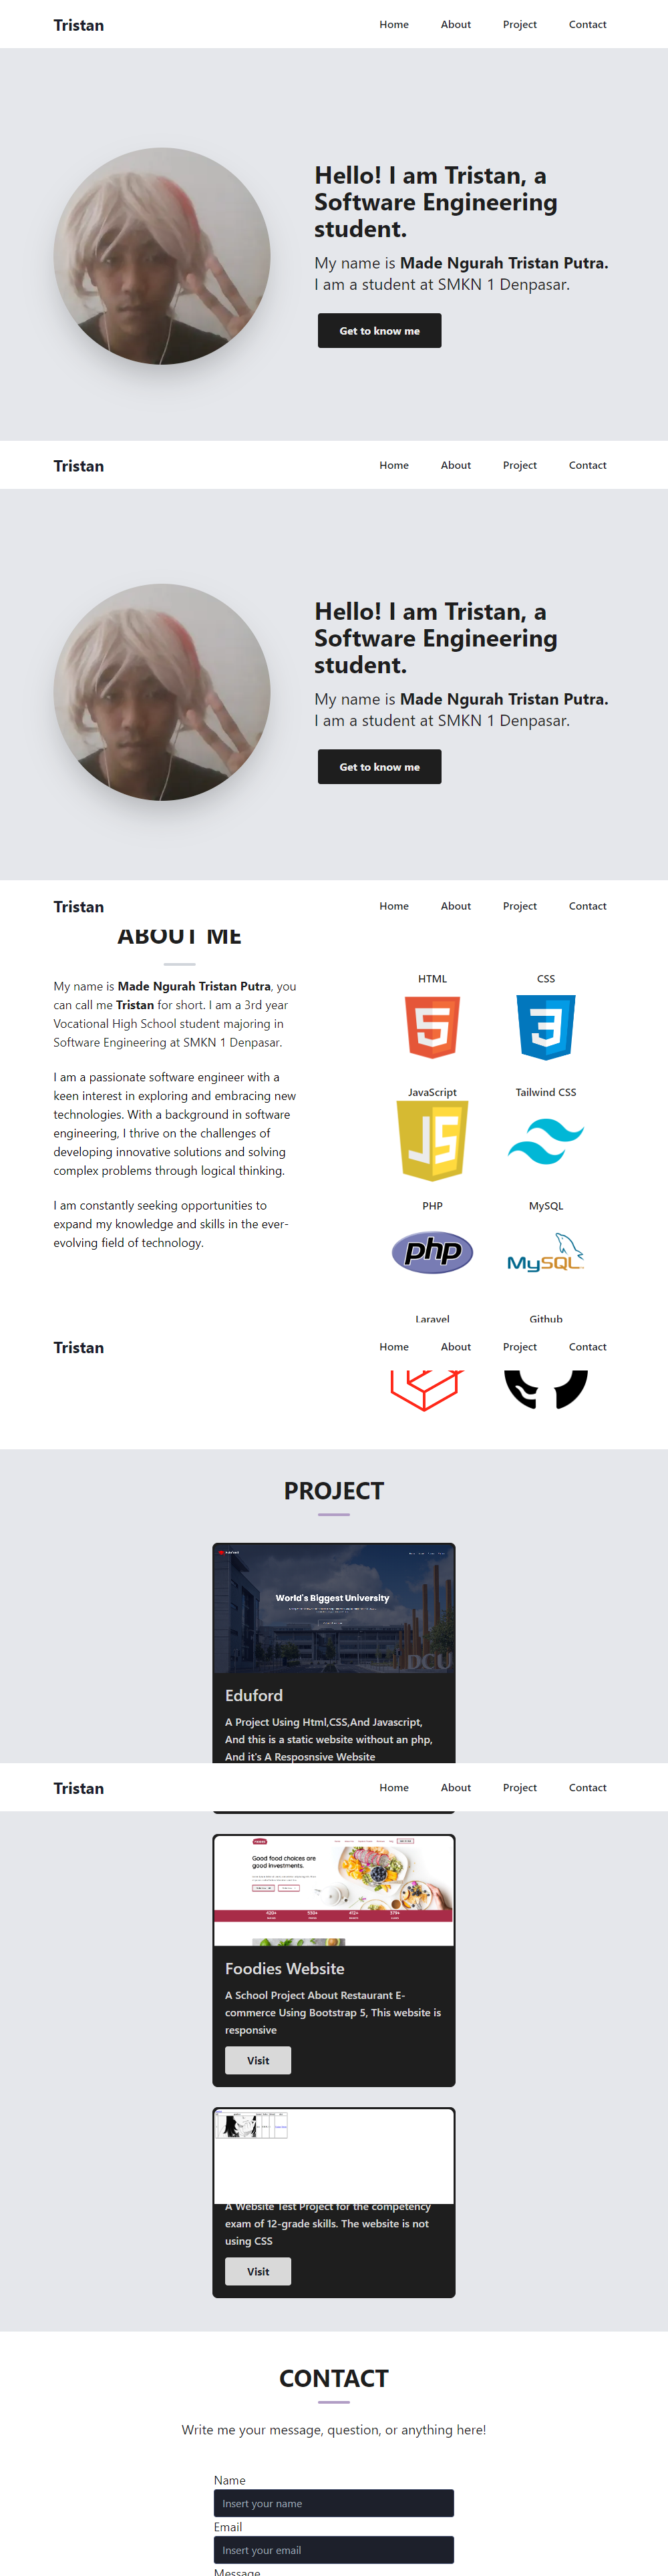 Tristan
Home About Project Contact
Hello! I am Tristan, a
Software Engineering
student.
My name is Made Ngurah Tristan Putra.
I am a student at SMKN 1 Denpasar.
Get to know me
Tristan
Home About Project Contact
Hello! I am Tristan, a
Software Engineering
student.
My name is Made Ngurah Tristan Putra.
I am a student at SMKN 1 Denpasar.
Get to know me
Tristan
Home About Project Contact
ABOUT ME
My name is Made Ngurah Tristan Putra, you
can call me Tristan for short. I am a 3rd year
Vocational High School student majoring in
Software Engineering at SMKN 1 Denpasar.
I am a passionate software engineer with a
keen interest in exploring and embracing new
technologies. With a background in software
engineering, I thrive on the challenges of
developing innovative solutions and solving
complex problems through logical thinking.
I am constantly seeking opportunities to
expand my knowledge and skills in the ever-
evolving field of technology.
HTML CSS
5 3
JavaScript Tailwind CSS
JS
PHP MySQL
php MySQL
Laravel Github
Tristan
Home About Project Contact
PROJECT
World's Biggest University
DCU
Eduford
A Project Using Html,CSS,And Javascript,
And this is a static website without an php,
And it's A Resposnsive Website
Tristan
Home About Project Contact
Good food choices are
good investments.
Foodies Website
A School Project About Restaurant E-
commerce Using Bootstrap 5, This website is
responsive
Visit
A Website Test Project for the competency
exam of 12-grade skills. The website is not
using CSS
Visit
CONTACT
Write me your message, question, or anything here!
Name
Insert your name
Email
Insert your email
Message